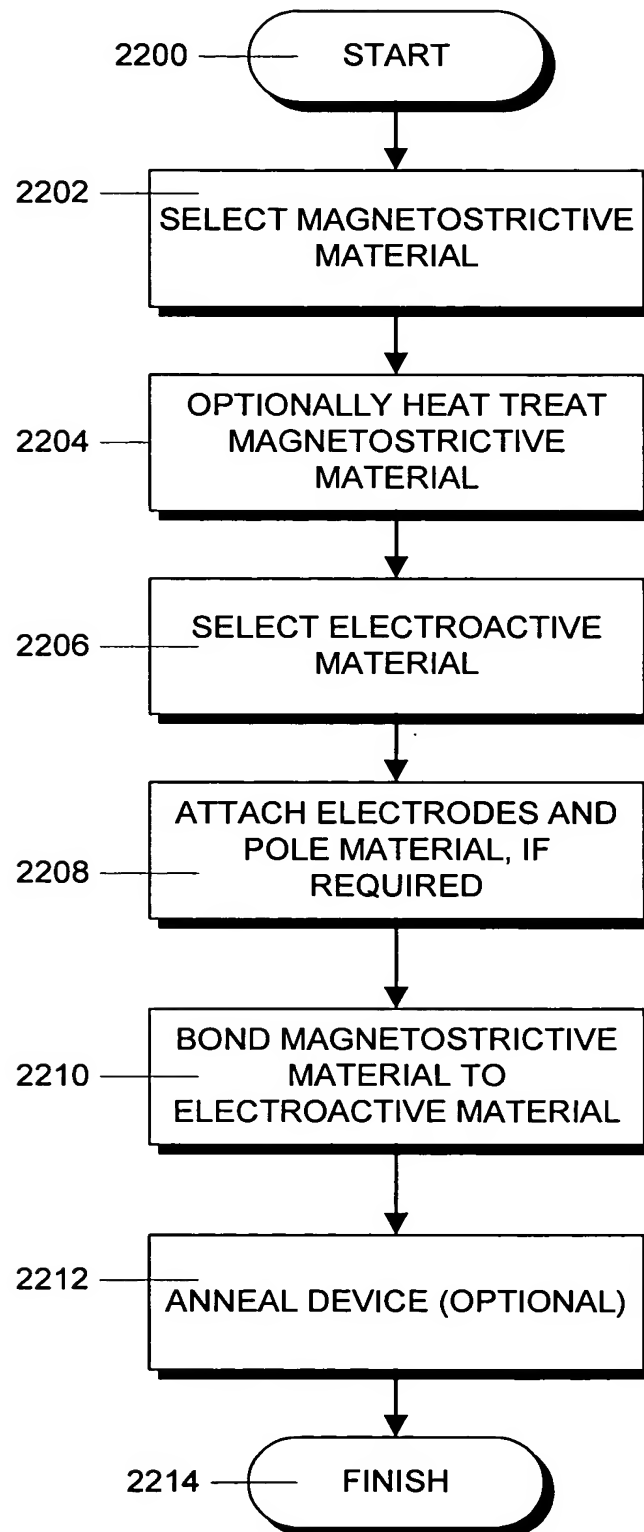 2200
START
2202
SELECT MAGNETOSTRICTIVE
MATERIAL
OPTIONALLY HEAT TREAT
2204
MAGNETOSTRICTIVE
MATERIAL
2206
SELECT ELECTROACTIVE
MATERIAL
ATTACH ELECTRODES AND
POLE MATERIAL, IF
2208
REQUIRED
BOND MAGNETOSTRICTIVE
2210
MATERIAL TO
ELECTROACTIVE MATERIAL
2212
ANNEAL DEVICE (OPTIONAL)
2214
FINISH